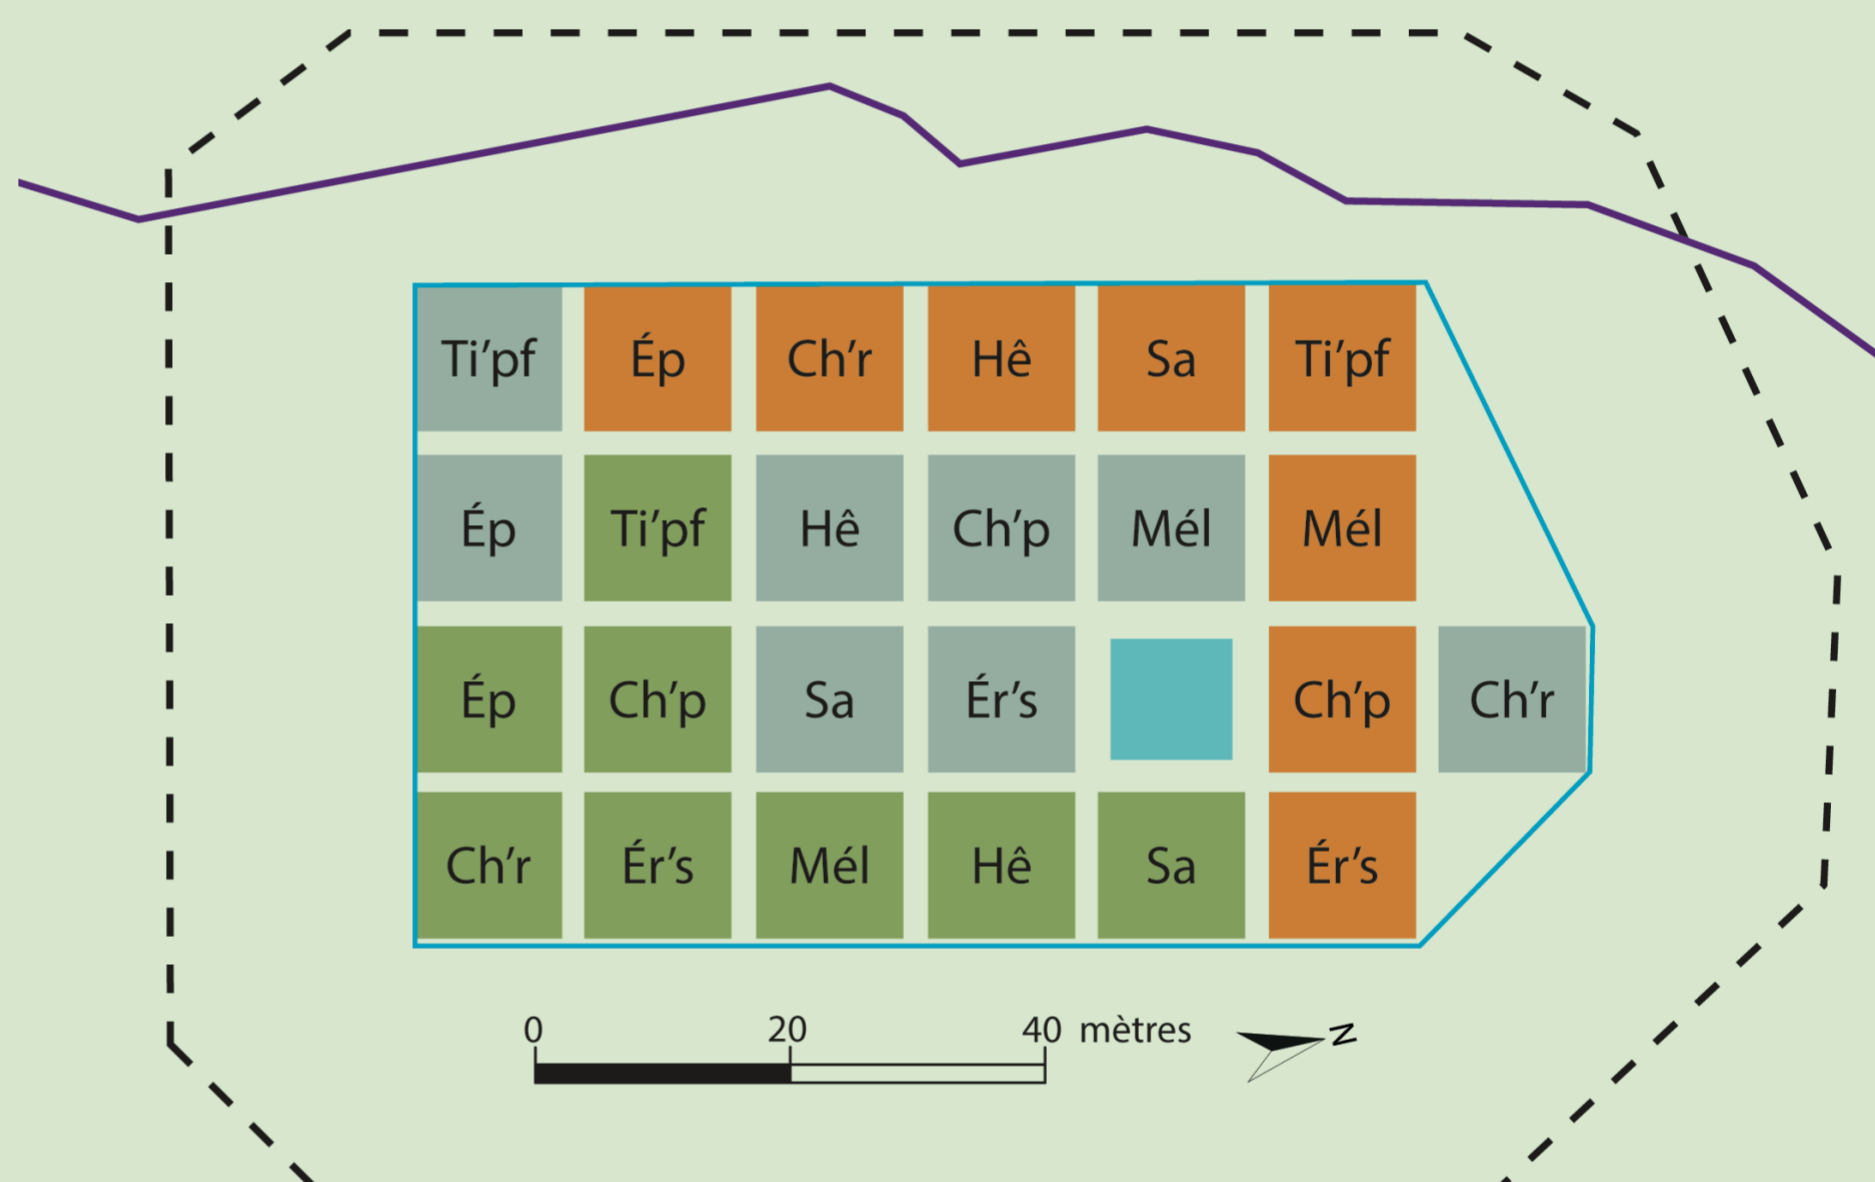 Ti’pf Ép Ch’r Hê Sa Ti’pf
Ép Ti’pf Hê Ch’p Mél Mél
Ép Ch’p Sa Ér’s Ch’p Ch’r
Ch’r Ér’s Mél Hê Sa Ér’s
0 20 40 mètres
N